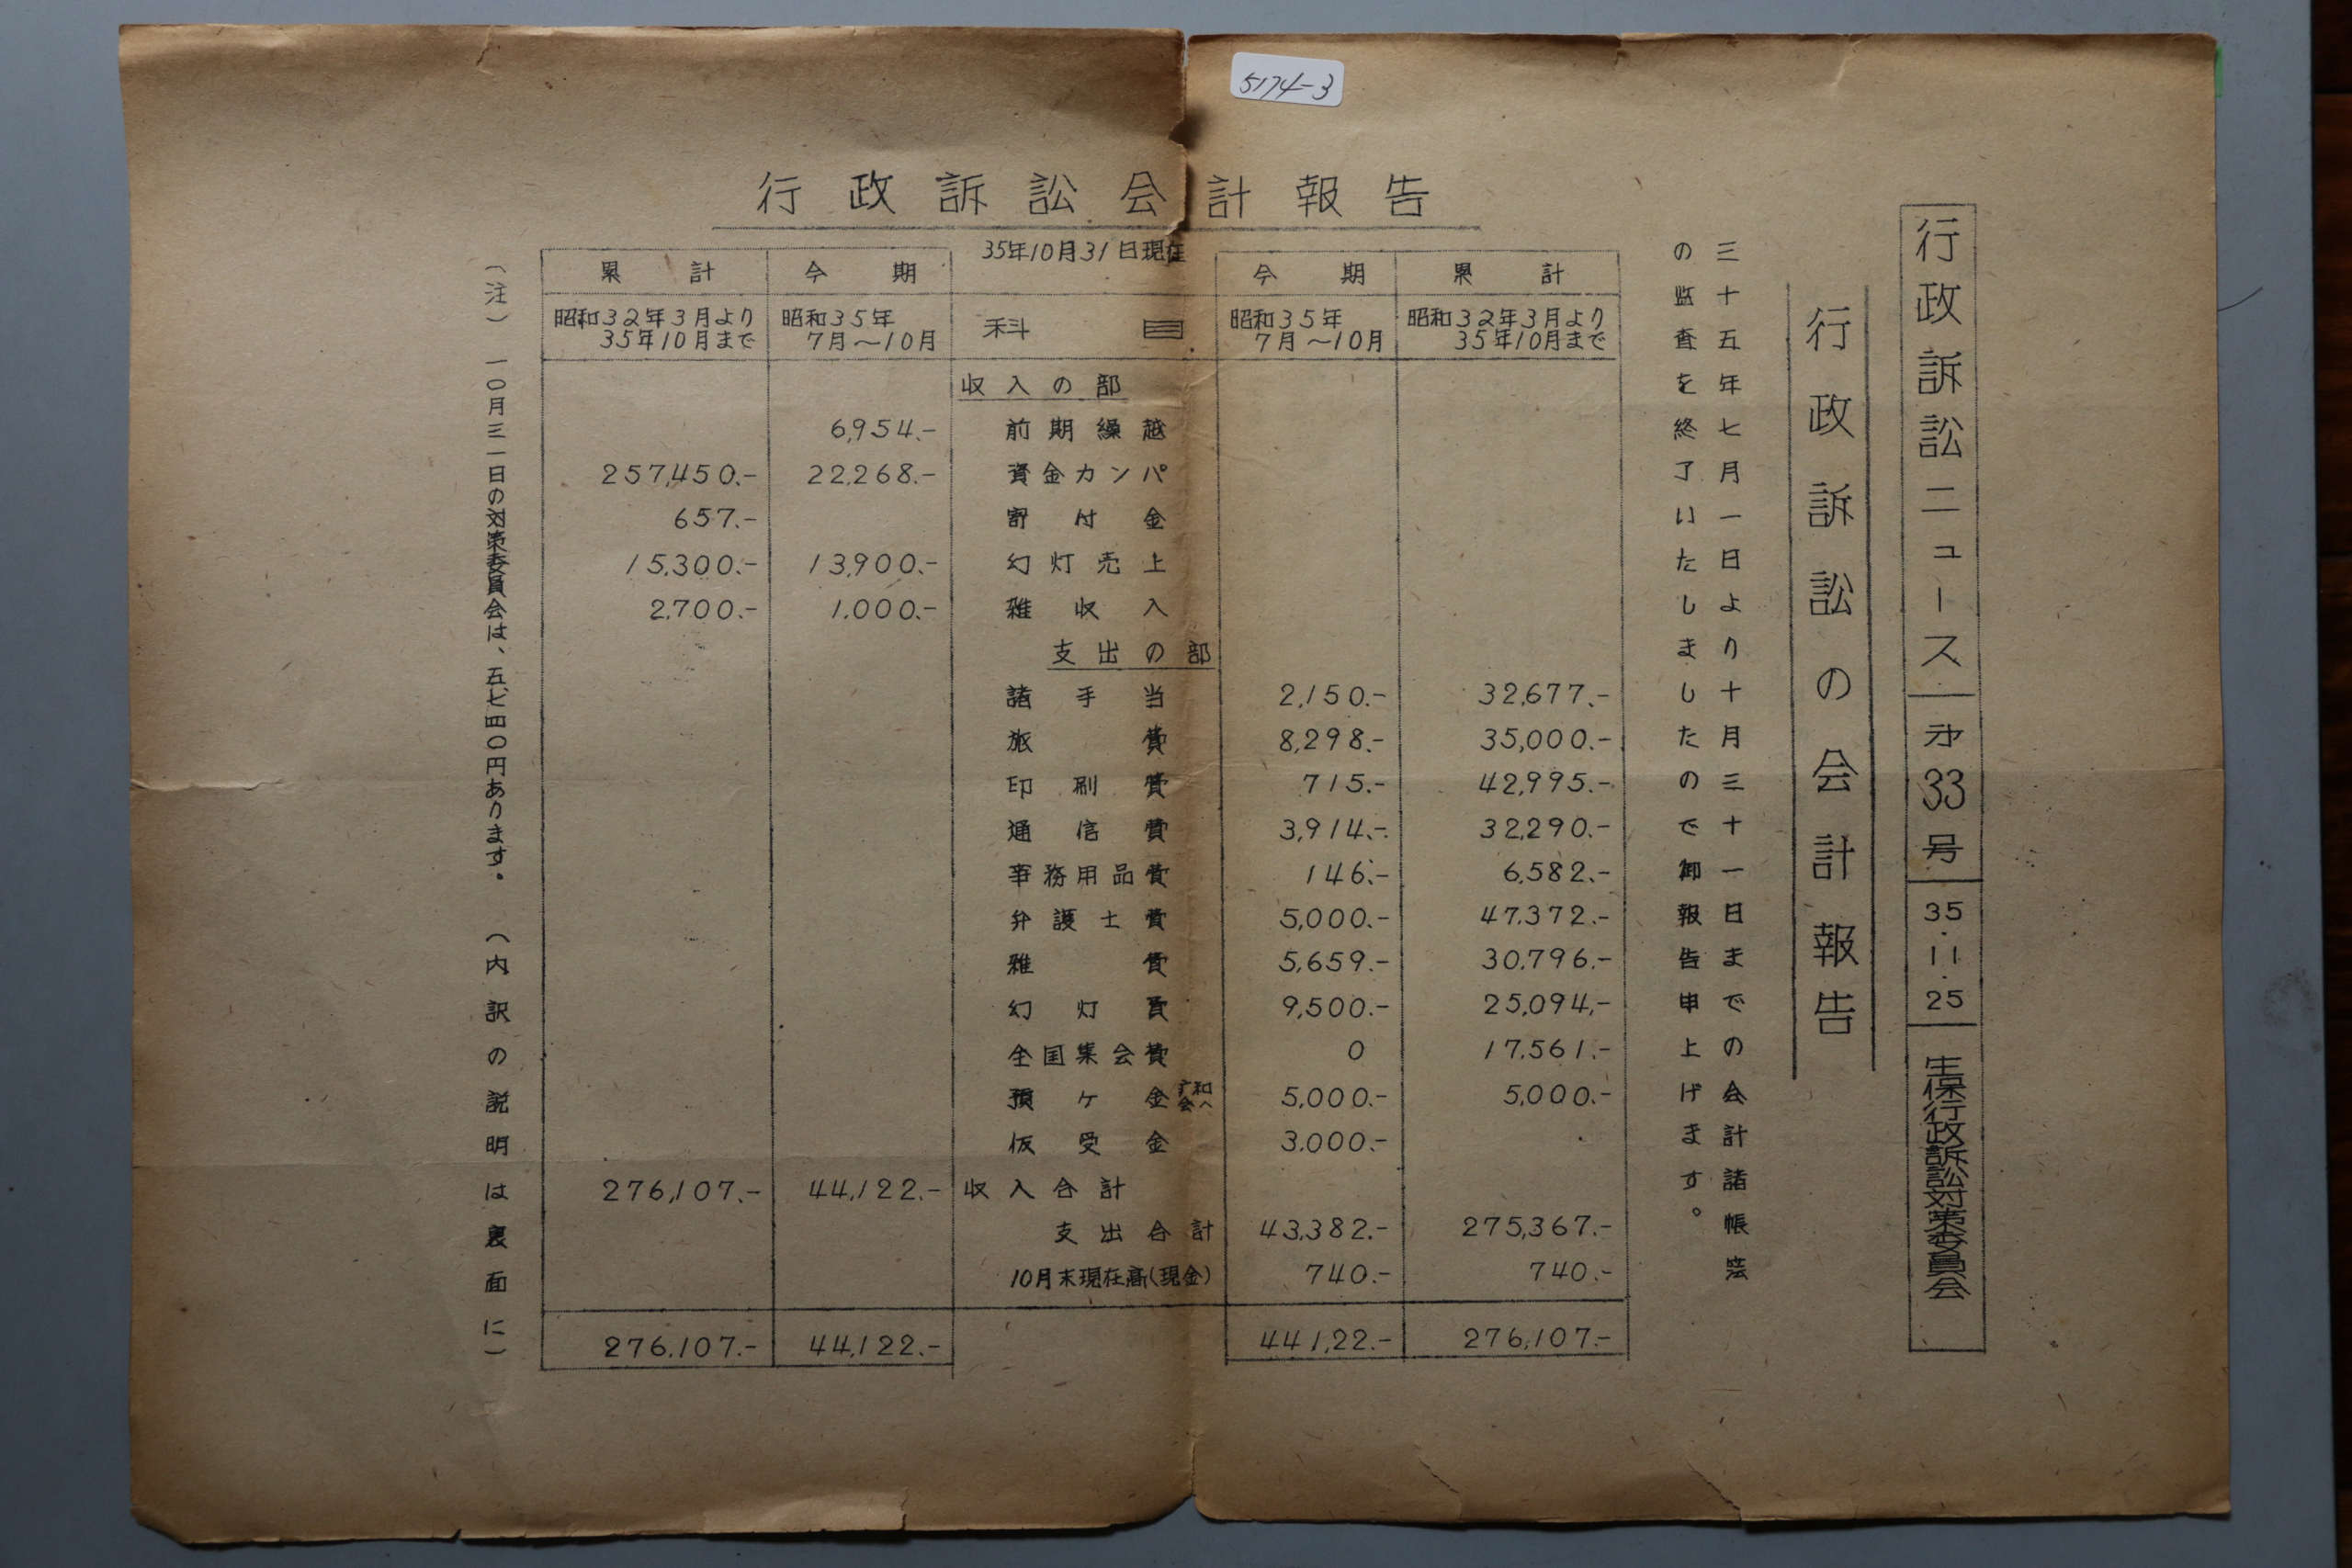 5174-3
行政訴訟ニュース 第33号 35.11.25 生保行政訴訟対策委員会
行政訴訟の会計報告
三十五年七月一日より十月三十一日までの会計諸帳簿
の監査を終了いたしましたので御報告申上げます。
行政訴訟会計報告
35年10月31日現在
累計 今期 科目 今期 累計
昭和32年3月より 昭和35年 昭和35年 昭和32年3月より
35年10月まで 7月〜10月 7月〜10月 35年10月まで
収入の部
6,954.- 前期繰越
257,450.- 22,268.- 資金カンパ
657.- 寄付金
15,300.- 13,900.- 幻灯売上
2,700.- 1,000.- 雑収入
支出の部
諸手当 2,150.- 32,677.-
旅費 8,298.- 35,000.-
印刷費 715.- 42,995.-
通信費 3,914.- 32,290.-
事務用品費 146.- 6,582.-
弁護士費 5,000.- 47,372.-
雑費 5,659.- 30,796.-
幻灯費 9,500.- 25,094.-
全国集会費 0 17,561.-
預ケ金 5,000.- 5,000.-
仮受金 3,000.-
276,107.- 44,122.- 収入合計
支出合計 43,382.- 275,367.-
10月末現在高(現金) 740.- 740.-
276,107.- 44,122.- 441,22.- 276,107.-
(注) 一〇月三一日の対策委員会は、五七四〇円あります。(内訳の説明は裏面に)